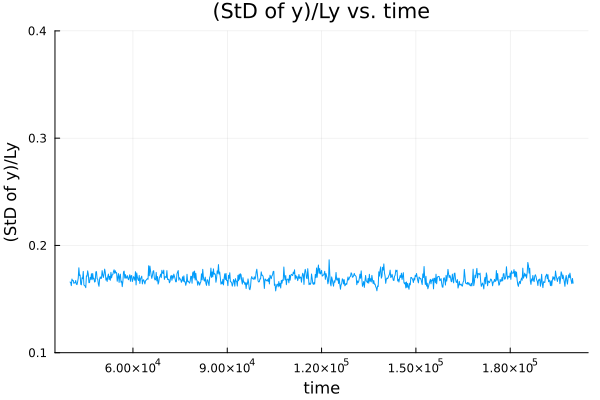 (StD of y)/Ly vs. time
(StD of y)/Ly
0.4
0.3
0.2
0.1
6.00×10⁴ 9.00×10⁴ 1.20×10⁵ 1.50×10⁵ 1.80×10⁵
time